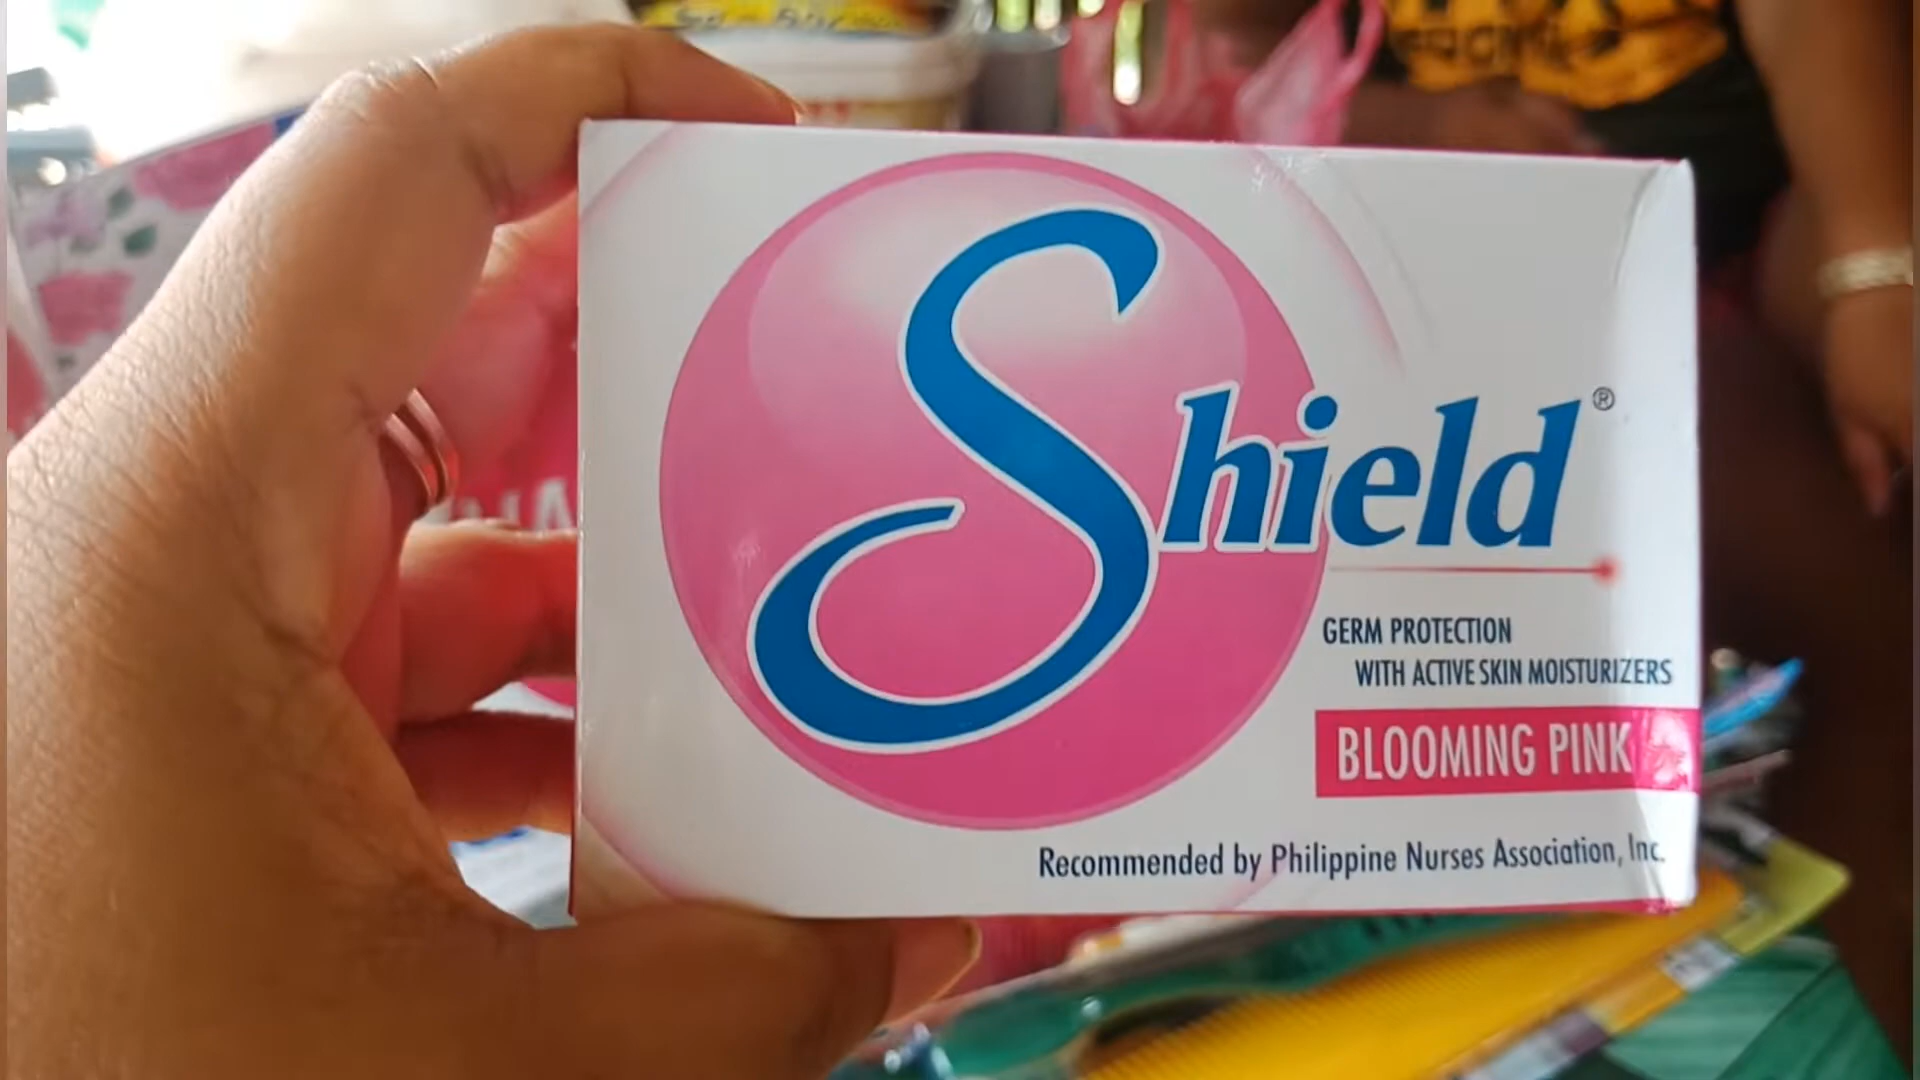 Shield®
GERM PROTECTION
WITH ACTIVE SKIN MOISTURIZERS
BLOOMING PINK
Recommended by Philippine Nurses Association, Inc.